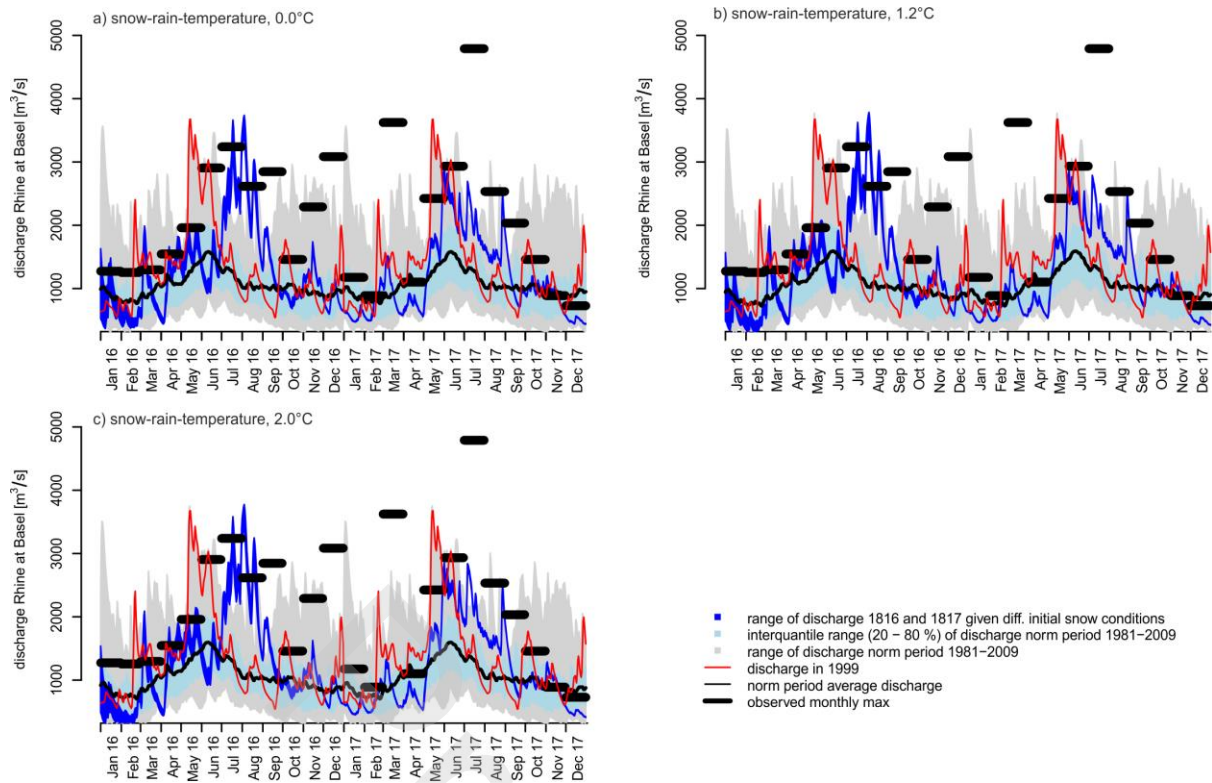 a) snow-rain-temperature, 0.0°C
discharge Rhine at Basel [m³/s]
5000
4000
3000
2000
1000
Jan 16
Feb 16
Mar 16
Apr 16
May 16
Jun 16
Jul 16
Aug 16
Sep 16
Oct 16
Nov 16
Dec 16
Jan 17
Feb 17
Mar 17
Apr 17
May 17
Jun 17
Jul 17
Aug 17
Sep 17
Oct 17
Nov 17
Dec 17
b) snow-rain-temperature, 1.2°C
discharge Rhine at Basel [m³/s]
5000
4000
3000
2000
1000
Jan 16
Feb 16
Mar 16
Apr 16
May 16
Jun 16
Jul 16
Aug 16
Sep 16
Oct 16
Nov 16
Dec 16
Jan 17
Feb 17
Mar 17
Apr 17
May 17
Jun 17
Jul 17
Aug 17
Sep 17
Oct 17
Nov 17
Dec 17
c) snow-rain-temperature, 2.0°C
discharge Rhine at Basel [m³/s]
5000
4000
3000
2000
1000
Jan 16
Feb 16
Mar 16
Apr 16
May 16
Jun 16
Jul 16
Aug 16
Sep 16
Oct 16
Nov 16
Dec 16
Jan 17
Feb 17
Mar 17
Apr 17
May 17
Jun 17
Jul 17
Aug 17
Sep 17
Oct 17
Nov 17
Dec 17
range of discharge 1816 and 1817 given diff. initial snow conditions
interquantile range (20 − 80 %) of discharge norm period 1981−2009
range of discharge norm period 1981−2009
discharge in 1999
norm period average discharge
observed monthly max